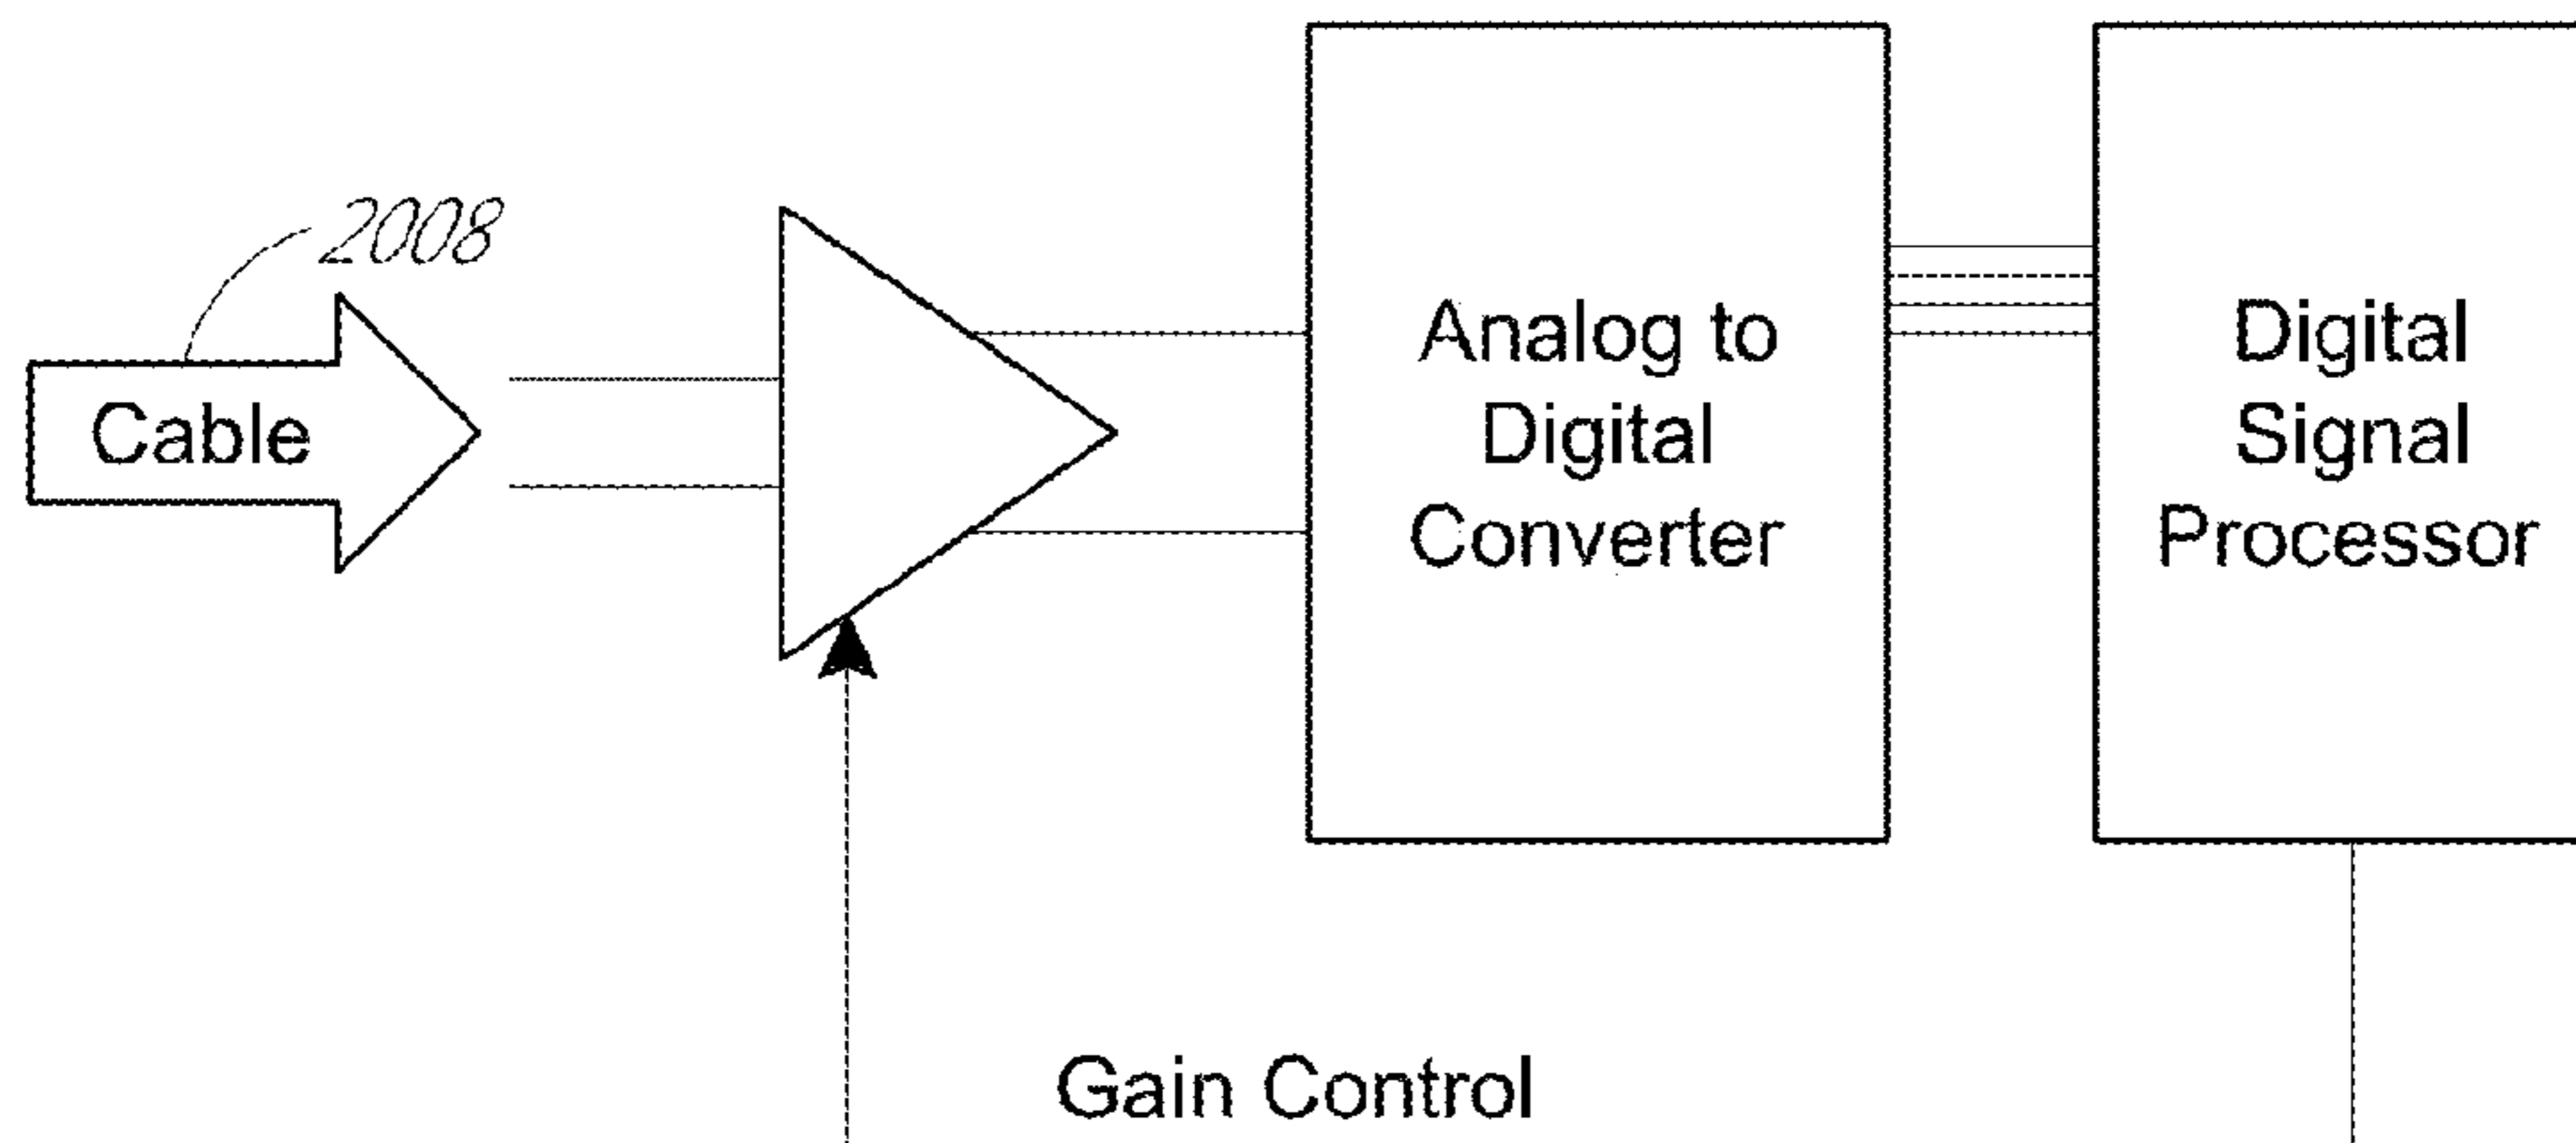 2008
Cable
Analog to
Digital
Converter
Digital
Signal
Processor
Gain Control